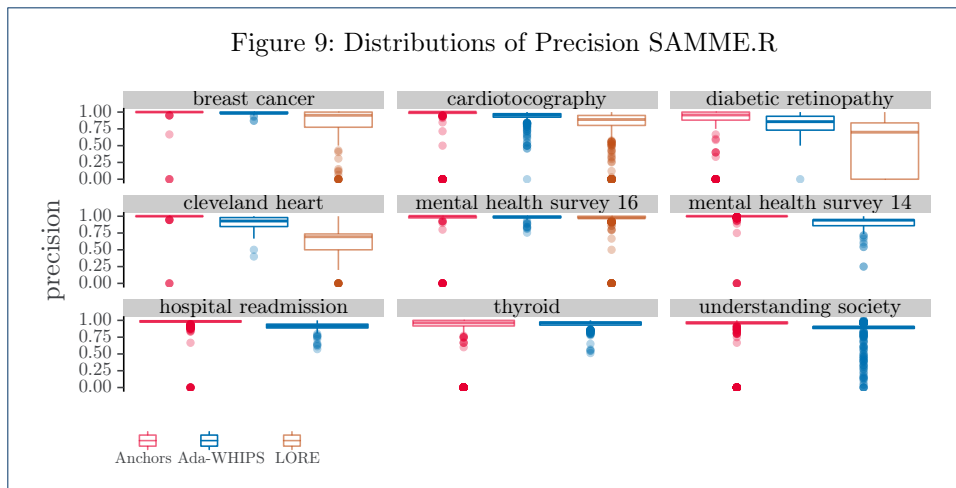 Figure 9: Distributions of Precision SAMME.R
breast cancer cardiotocography diabetic retinopathy
1.00
0.75
0.50
0.25
0.00
cleveland heart mental health survey 16 mental health survey 14
1.00
0.75
0.50
0.25
0.00
precision
hospital readmission thyroid understanding society
1.00
0.75
0.50
0.25
0.00
Anchors Ada-WHIPS LORE